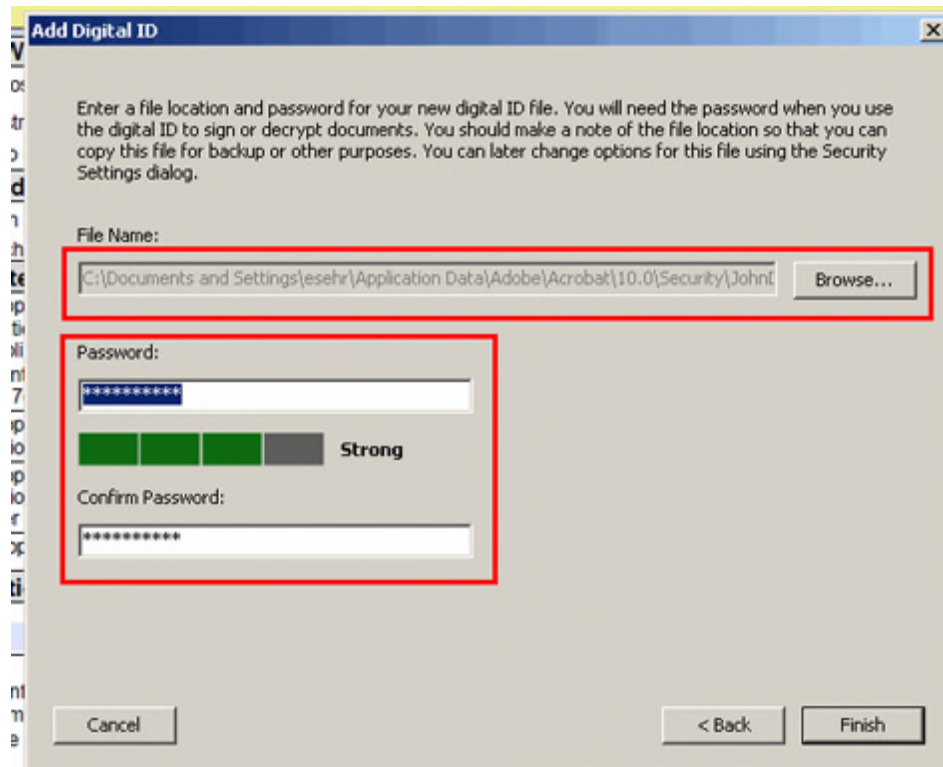 Add Digital ID
Enter a file location and password for your new digital ID file. You will need the password when you use
the digital ID to sign or decrypt documents. You should make a note of the file location so that you can
copy this file for backup or other purposes. You can later change options for this file using the Security
Settings dialog.
File Name:
C:\Documents and Settings\esehr\Application Data\Adobe\Acrobat\10.0\Security\John
Browse...
Password:
**********
Strong
Confirm Password:
**********
Cancel
< Back
Finish